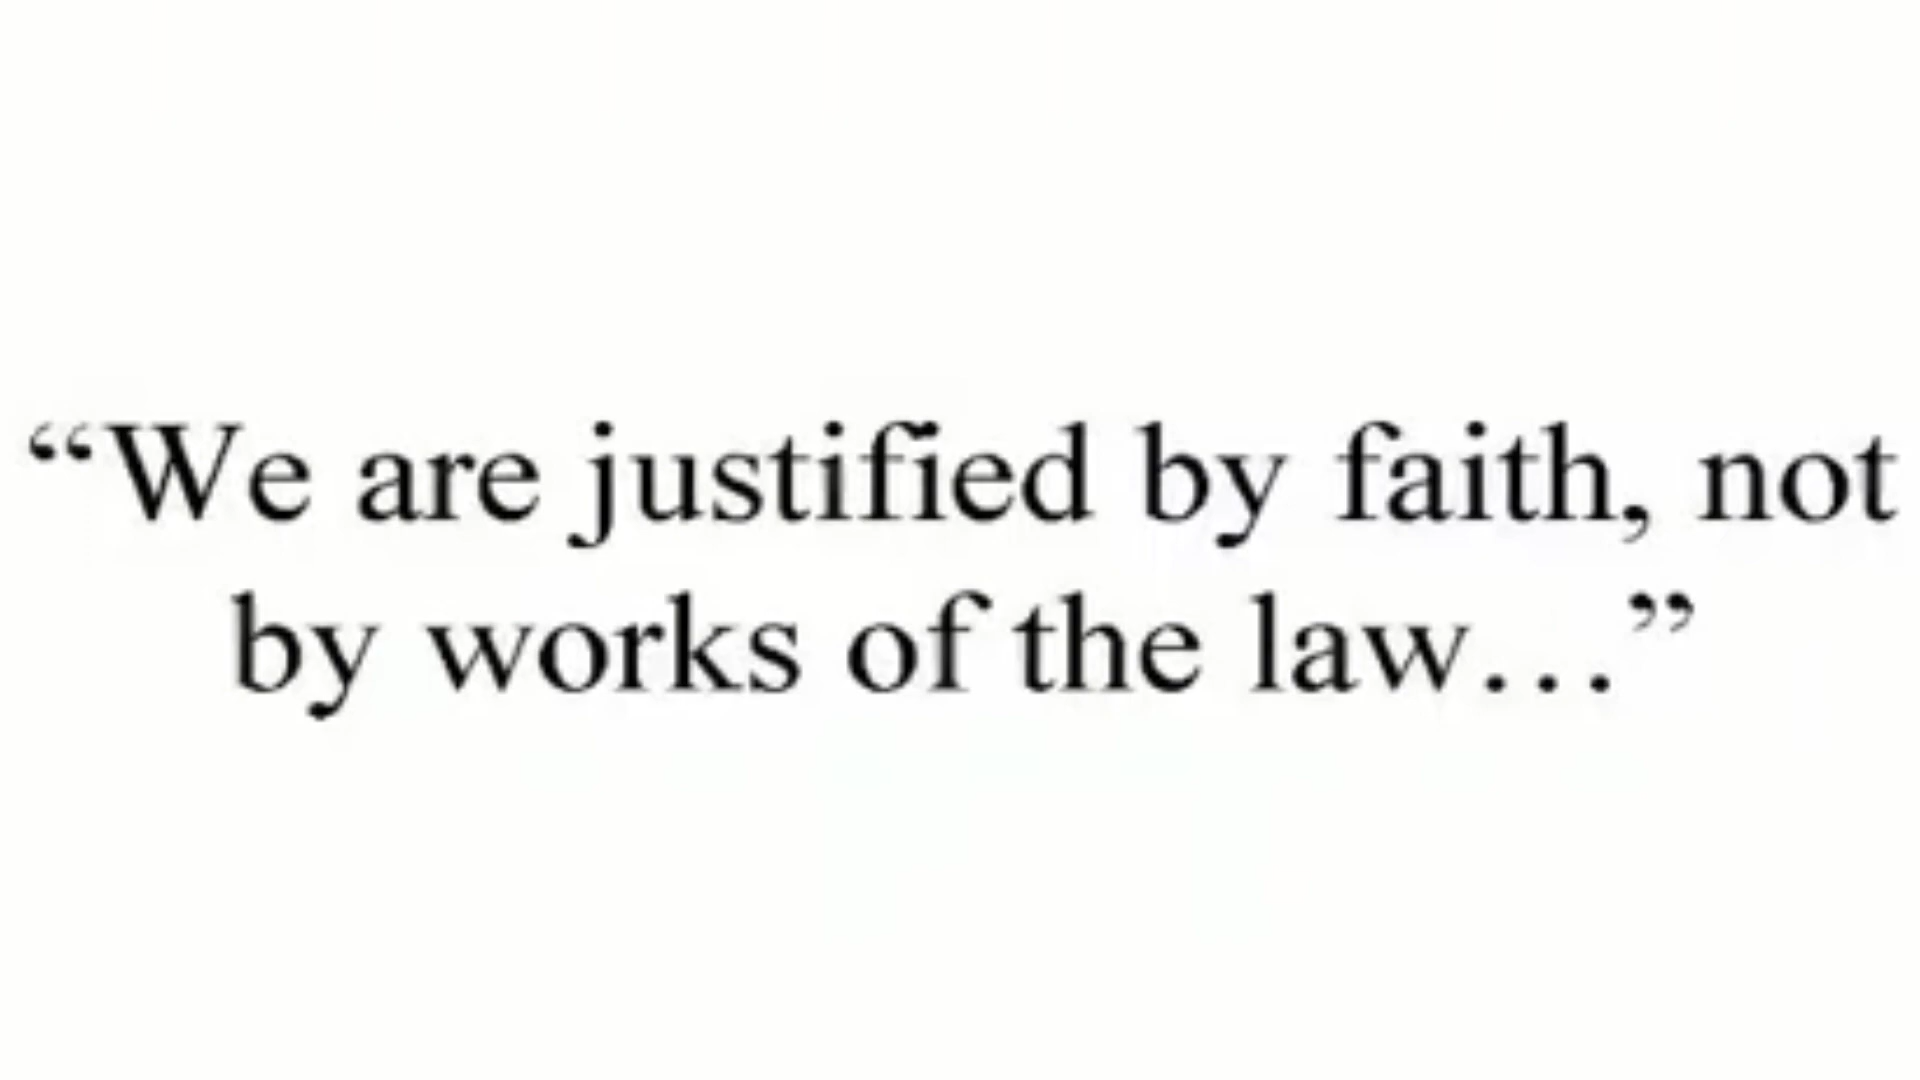 “We are justified by faith, not
by works of the law…”